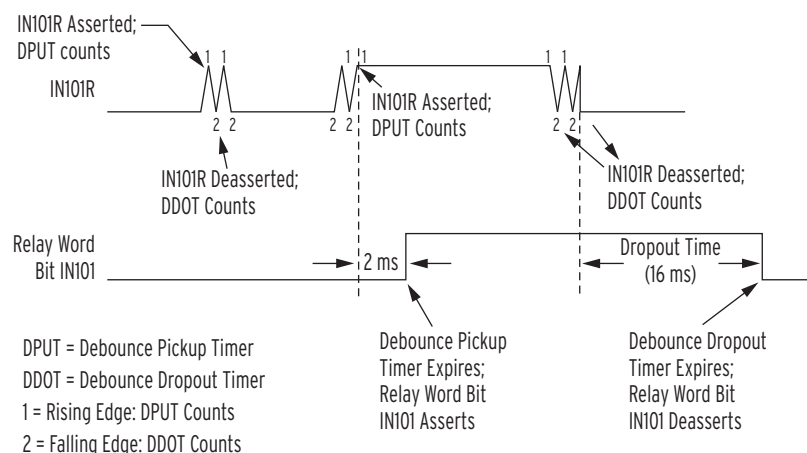 IN101R Asserted;
DPUT counts
IN101R
1 1
2 2
IN101R Deasserted;
DDOT Counts
1 1
2 2
IN101R Asserted;
DPUT Counts
1 1
2 2
IN101R Deasserted;
DDOT Counts
Relay Word
Bit IN101
2 ms
Dropout Time
(16 ms)
Debounce Pickup
Timer Expires;
Relay Word Bit
IN101 Asserts
Debounce Dropout
Timer Expires;
Relay Word Bit
IN101 Deasserts
DPUT = Debounce Pickup Timer
DDOT = Debounce Dropout Timer
1 = Rising Edge: DPUT Counts
2 = Falling Edge: DDOT Counts